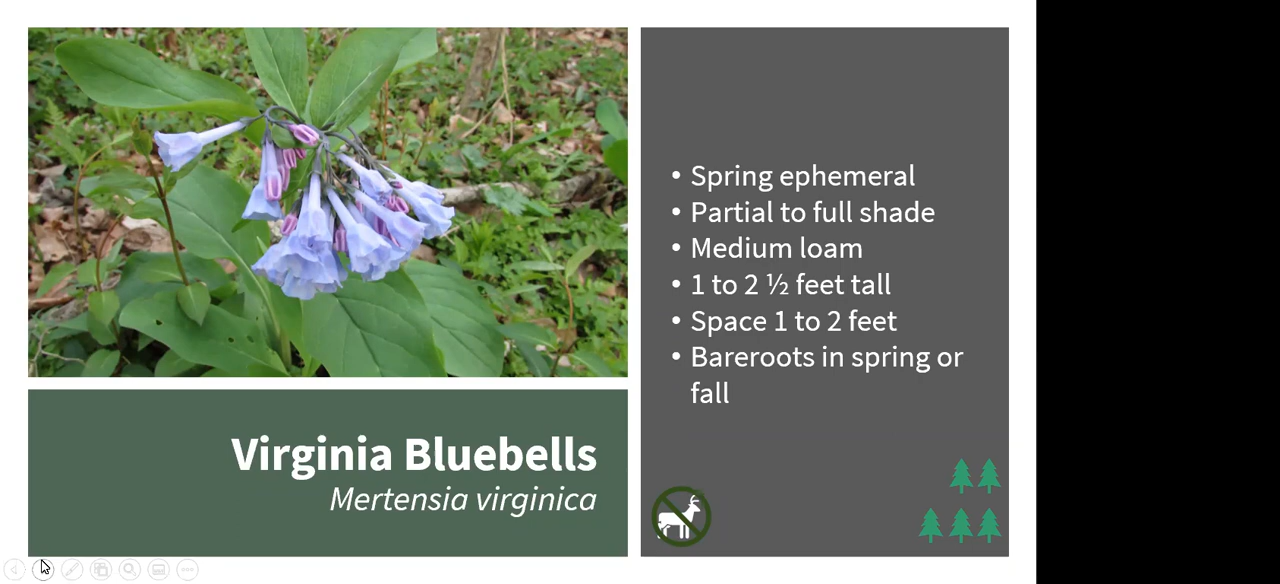 • Spring ephemeral
• Partial to full shade
• Medium loam
• 1 to 2 ½ feet tall
• Space 1 to 2 feet
• Bareroots in spring or
fall
Virginia Bluebells
Mertensia virginica